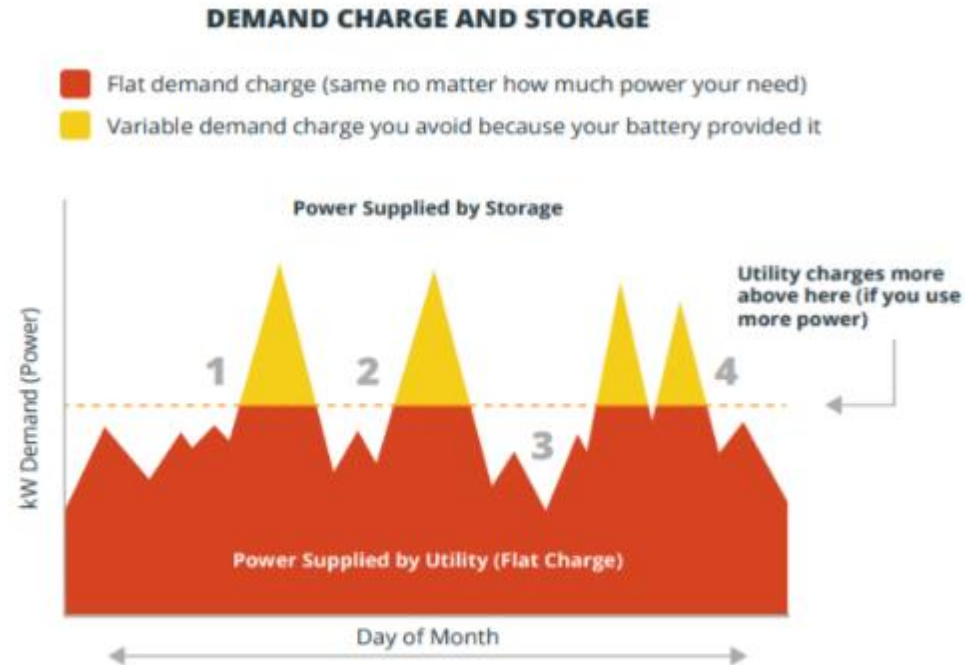 DEMAND CHARGE AND STORAGE
Flat demand charge (same no matter how much power your need)
Variable demand charge you avoid because your battery provided it
Power Supplied by Storage
Utility charges more
above here (if you use
more power)
kW Demand (Power)
1
2
3
4
Power Supplied by Utility (Flat Charge)
Day of Month